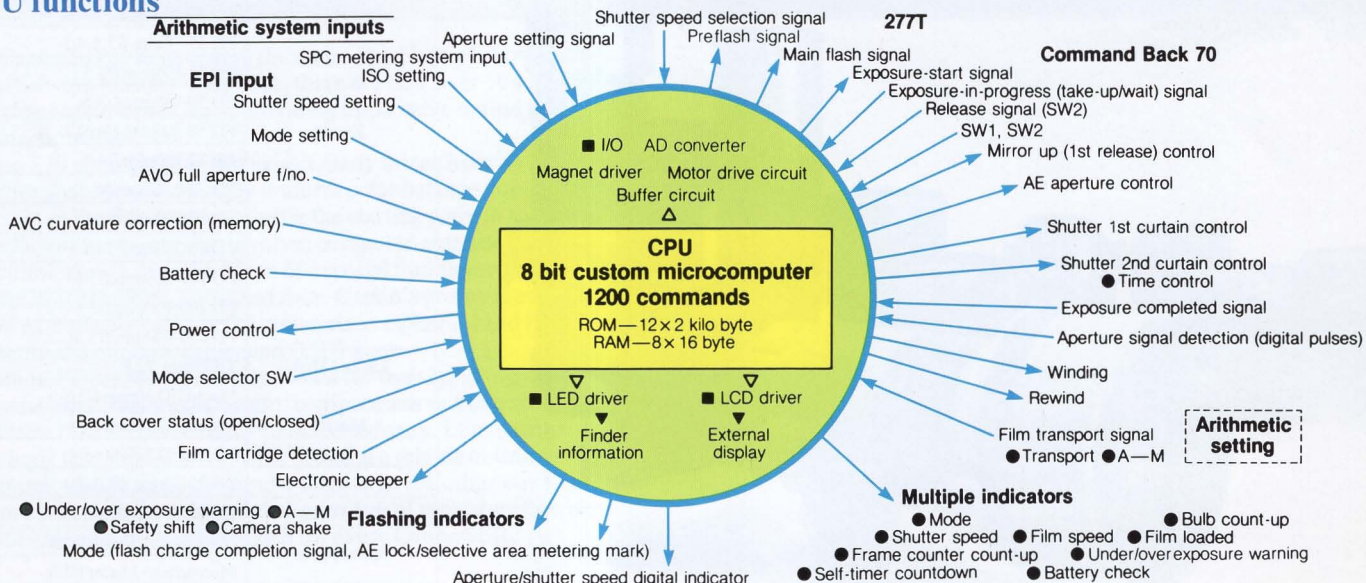 U functions
Arithmetic system inputs
Aperture setting signal
SPC metering system input
ISO setting
EPI input
Shutter speed setting
Mode setting
AVO full aperture f/no.
AVC curvature correction (memory)
Battery check
Power control
Mode selector SW
Back cover status (open/closed)
Film cartridge detection
Electronic beeper
Shutter speed selection signal
Preflash signal
Main flash signal
277T
Command Back 70
Exposure-start signal
Exposure-in-progress (take-up/wait) signal
Release signal (SW2)
SW1, SW2
Mirror up (1st release) control
AE aperture control
Shutter 1st curtain control
Shutter 2nd curtain control
● Time control
Exposure completed signal
Aperture signal detection (digital pulses)
Winding
Rewind
Film transport signal
● Transport ● A—M
Arithmetic
setting
■ I/O AD converter
Magnet driver Motor drive circuit
Buffer circuit
△
CPU
8 bit custom microcomputer
1200 commands
ROM—12×2 kilo byte
RAM—8×16 byte
▽ ▽
■ LED driver ■ LCD driver
▼ ▼
Finder
information
External
display
Flashing indicators
● Under/over exposure warning ● A—M
● Safety shift ● Camera shake
Mode (flash charge completion signal, AE lock/selective area metering mark)
Aperture/shutter speed digital indicator
Multiple indicators
● Mode ● Bulb count-up
● Shutter speed ● Film speed ● Film loaded
● Frame counter count-up ● Under/overexposure warning
● Self-timer countdown ● Battery check